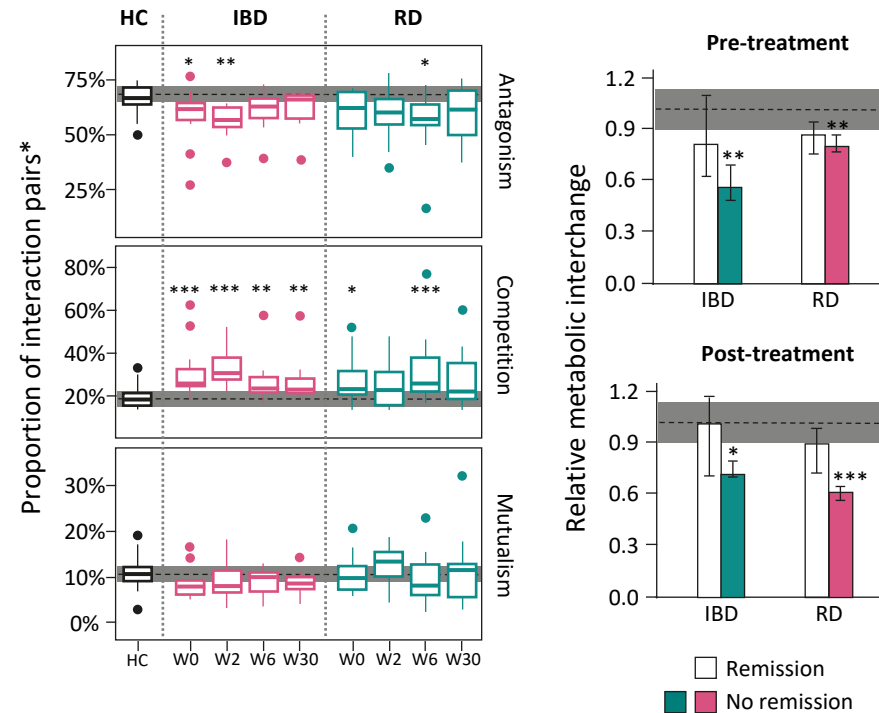 HC IBD RD
Proportion of interaction pairs*
75%
50%
25%
* ** *
Antagonism
80%
60%
40%
20%
*** *** ** ** * ***
Competition
30%
20%
10%
0%
Mutualism
HC W0 W2 W6 W30 W0 W2 W6 W30
Relative metabolic interchange
Pre-treatment
1.2
0.9
0.6
0.3
0.0
** **
IBD RD
Post-treatment
1.2
0.9
0.6
0.3
0.0
* ***
IBD RD
Remission
No remission